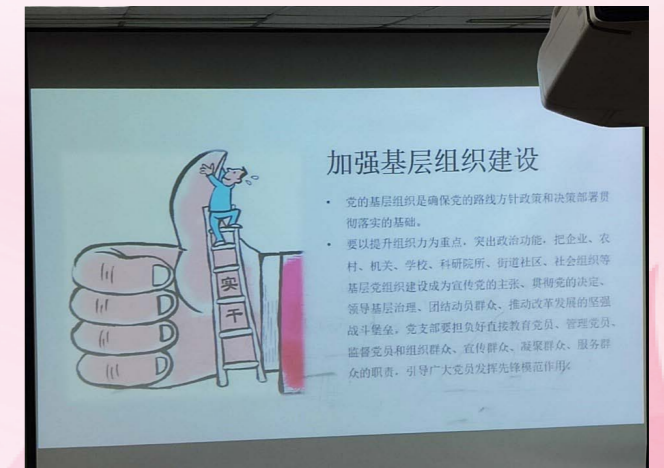 加强基层组织建设
• 党的基层组织是确保党的路线方针政策和决策部署贯
彻落实的基础。
• 要以提升组织力为重点，突出政治功能，把企业、农
村、机关、学校、科研院所、街道社区、社会组织等
基层党组织建设成为宣传党的主张、贯彻党的决定、
领导基层治理、团结动员群众、推动改革发展的坚强
战斗堡垒。党支部要担负好直接教育党员、管理党员、
监督党员和组织群众、宣传群众、凝聚群众、服务群
众的职责，引导广大党员发挥先锋模范作用。
实
干